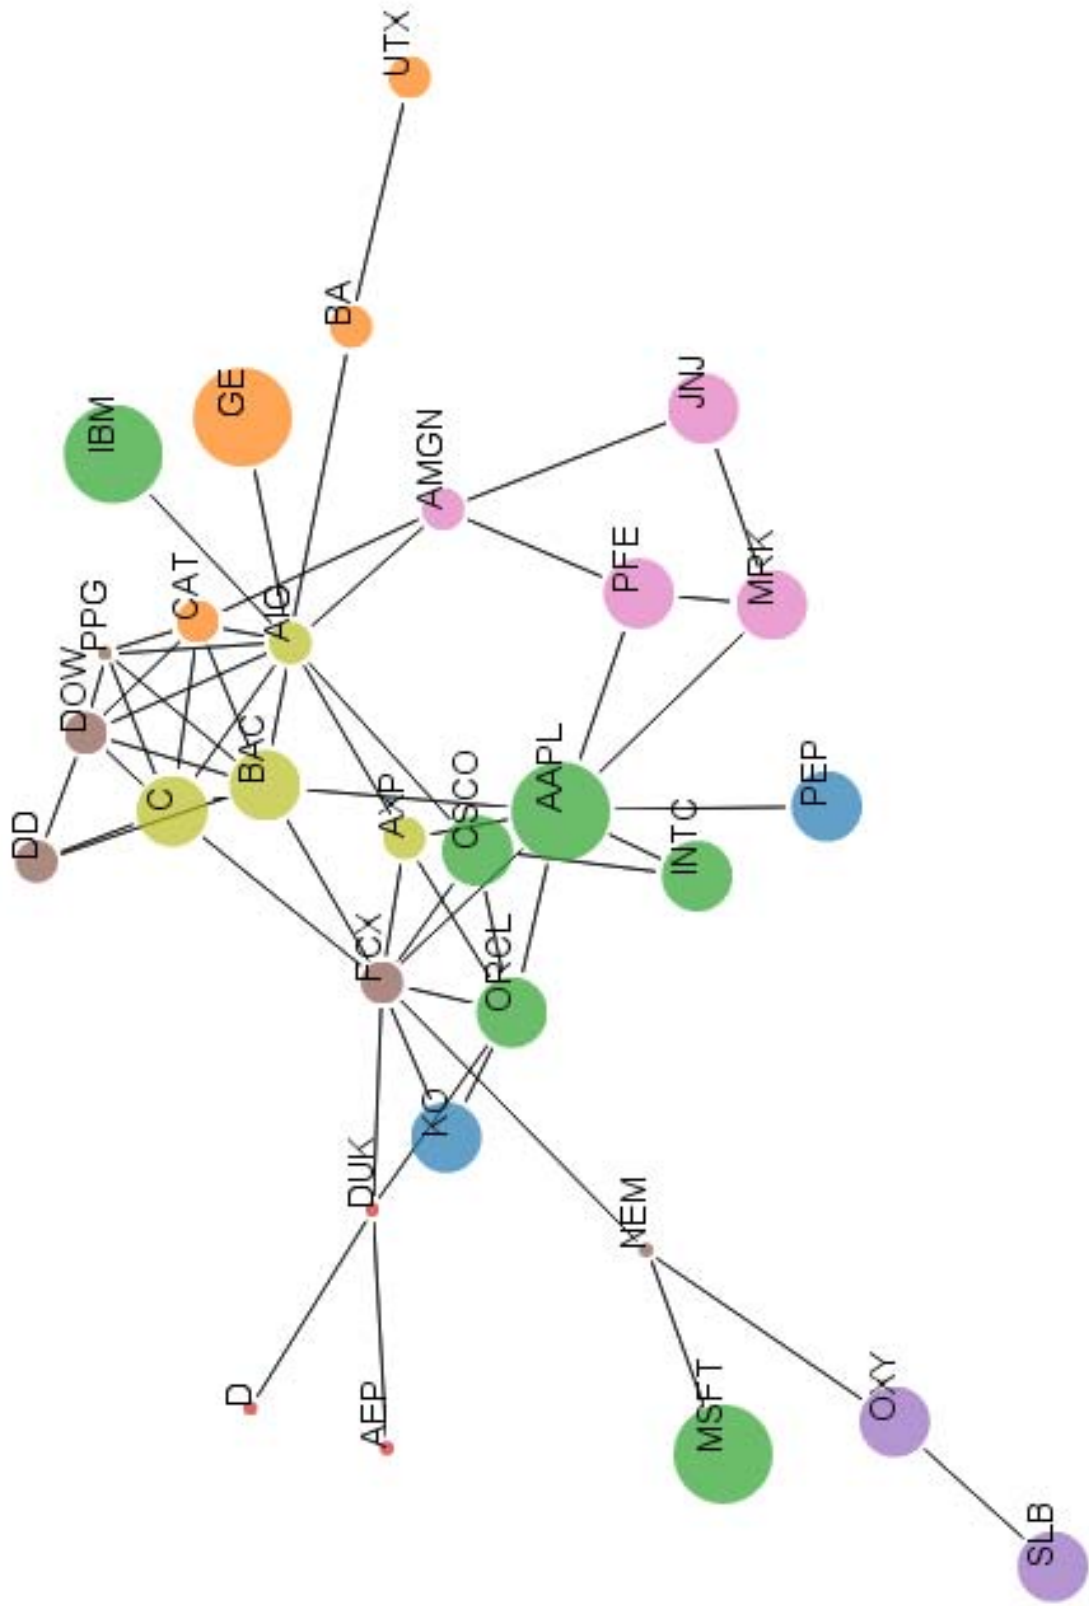 UTX
BA
GE
IBM
JNJ
AMGN
PFE
MRK
CAT
PPG
AIG
DOW
BAC
C
DD
AXP
CSCO
AAPL
PEP
INTC
FCX
ORCL
KO
DUK
NEM
D
AEP
MSFT
OXY
SLB